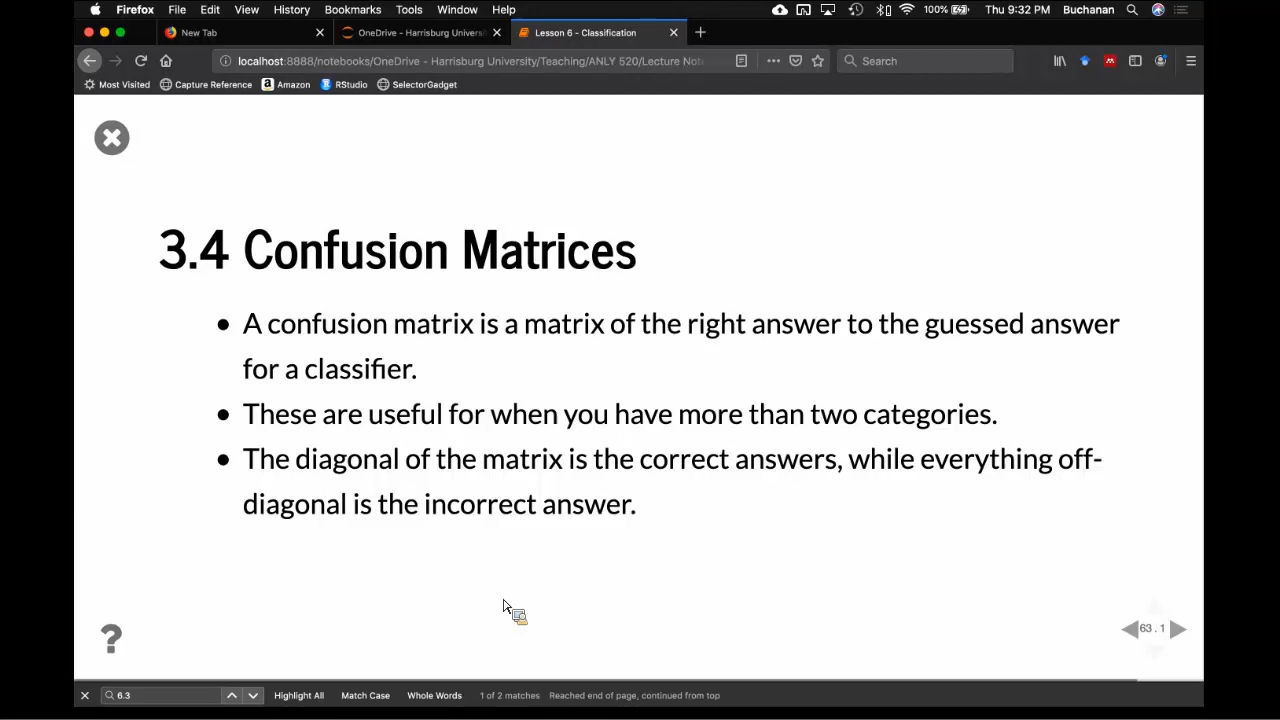 Firefox File Edit View History Bookmarks Tools Window Help 100% Thu 9:32 PM Buchanan
New Tab OneDrive - Harrisburg Universi Lesson 6 - Classification
localhost:8888/notebooks/OneDrive - Harrisburg University/Teaching/ANLY 520/Lecture Not Search
Most Visited Capture Reference Amazon RStudio SelectorGadget
3.4 Confusion Matrices
• A confusion matrix is a matrix of the right answer to the guessed answer
for a classifier.
• These are useful for when you have more than two categories.
• The diagonal of the matrix is the correct answers, while everything off-
diagonal is the incorrect answer.
?
63 . 1
6.3 Highlight All Match Case Whole Words 1 of 2 matches Reached end of page, continued from top